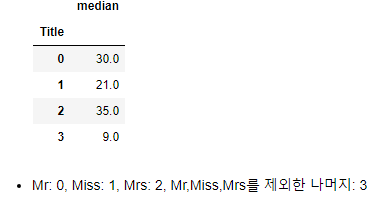 median
Title
0 30.0
1 21.0
2 35.0
3 9.0
• Mr: 0, Miss: 1, Mrs: 2, Mr,Miss,Mrs를 제외한 나머지: 3